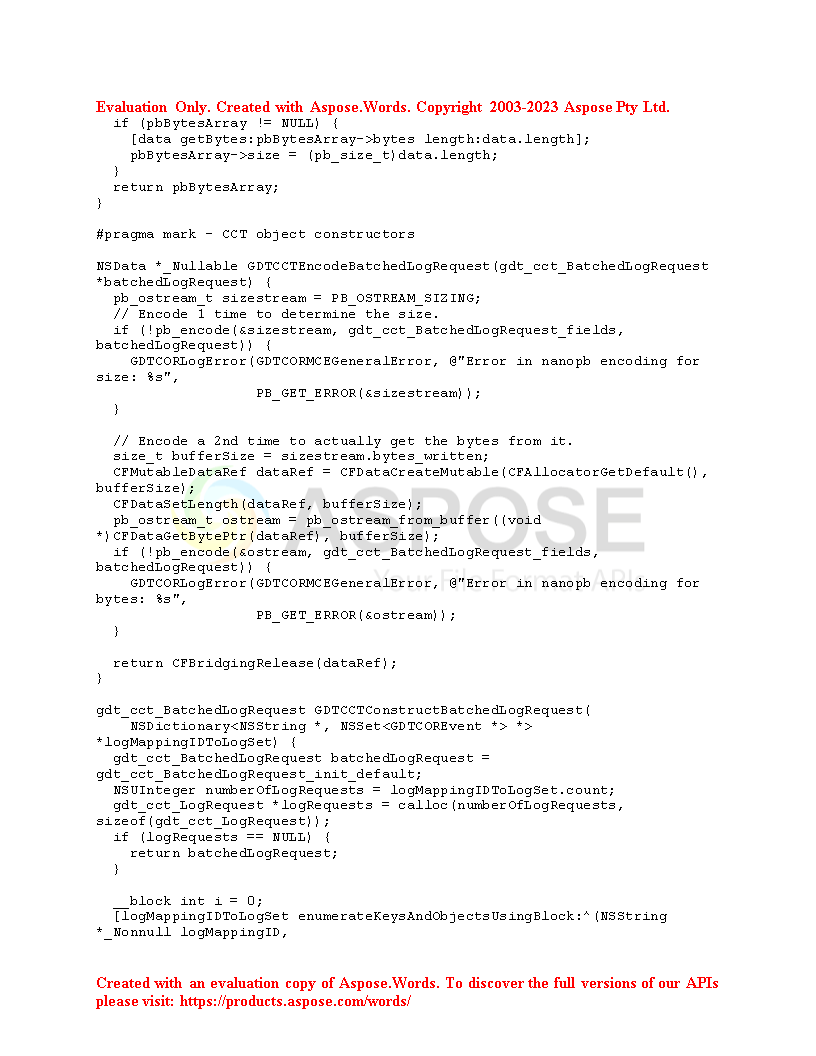 Evaluation Only. Created with Aspose.Words. Copyright 2003-2023 Aspose Pty Ltd.
  if (pbBytesArray != NULL) {
    [data getBytes:pbBytesArray->bytes length:data.length];
    pbBytesArray->size = (pb_size_t)data.length;
  }
  return pbBytesArray;
}

#pragma mark - CCT object constructors

NSData *_Nullable GDTCCTEncodeBatchedLogRequest(gdt_cct_BatchedLogRequest
*batchedLogRequest) {
  pb_ostream_t sizestream = PB_OSTREAM_SIZING;
  // Encode 1 time to determine the size.
  if (!pb_encode(&sizestream, gdt_cct_BatchedLogRequest_fields,
batchedLogRequest)) {
    GDTCORLogError(GDTCORMCEGeneralError, @"Error in nanopb encoding for
size: %s",
                   PB_GET_ERROR(&sizestream));
  }

  // Encode a 2nd time to actually get the bytes from it.
  size_t bufferSize = sizestream.bytes_written;
  CFMutableDataRef dataRef = CFDataCreateMutable(CFAllocatorGetDefault(),
bufferSize);
  CFDataSetLength(dataRef, bufferSize);
  pb_ostream_t ostream = pb_ostream_from_buffer((void
*)CFDataGetBytePtr(dataRef), bufferSize);
  if (!pb_encode(&ostream, gdt_cct_BatchedLogRequest_fields,
batchedLogRequest)) {
    GDTCORLogError(GDTCORMCEGeneralError, @"Error in nanopb encoding for
bytes: %s",
                   PB_GET_ERROR(&ostream));
  }

  return CFBridgingRelease(dataRef);
}

gdt_cct_BatchedLogRequest GDTCCTConstructBatchedLogRequest(
    NSDictionary<NSString *, NSSet<GDTCOREvent *> *>
*logMappingIDToLogSet) {
  gdt_cct_BatchedLogRequest batchedLogRequest =
gdt_cct_BatchedLogRequest_init_default;
  NSUInteger numberOfLogRequests = logMappingIDToLogSet.count;
  gdt_cct_LogRequest *logRequests = calloc(numberOfLogRequests,
sizeof(gdt_cct_LogRequest));
  if (logRequests == NULL) {
    return batchedLogRequest;
  }

  __block int i = 0;
  [logMappingIDToLogSet enumerateKeysAndObjectsUsingBlock:^(NSString
*_Nonnull logMappingID,
ASPOSE
Your File Format APIs
Created with an evaluation copy of Aspose.Words. To discover the full versions of our APIs
please visit: https://products.aspose.com/words/